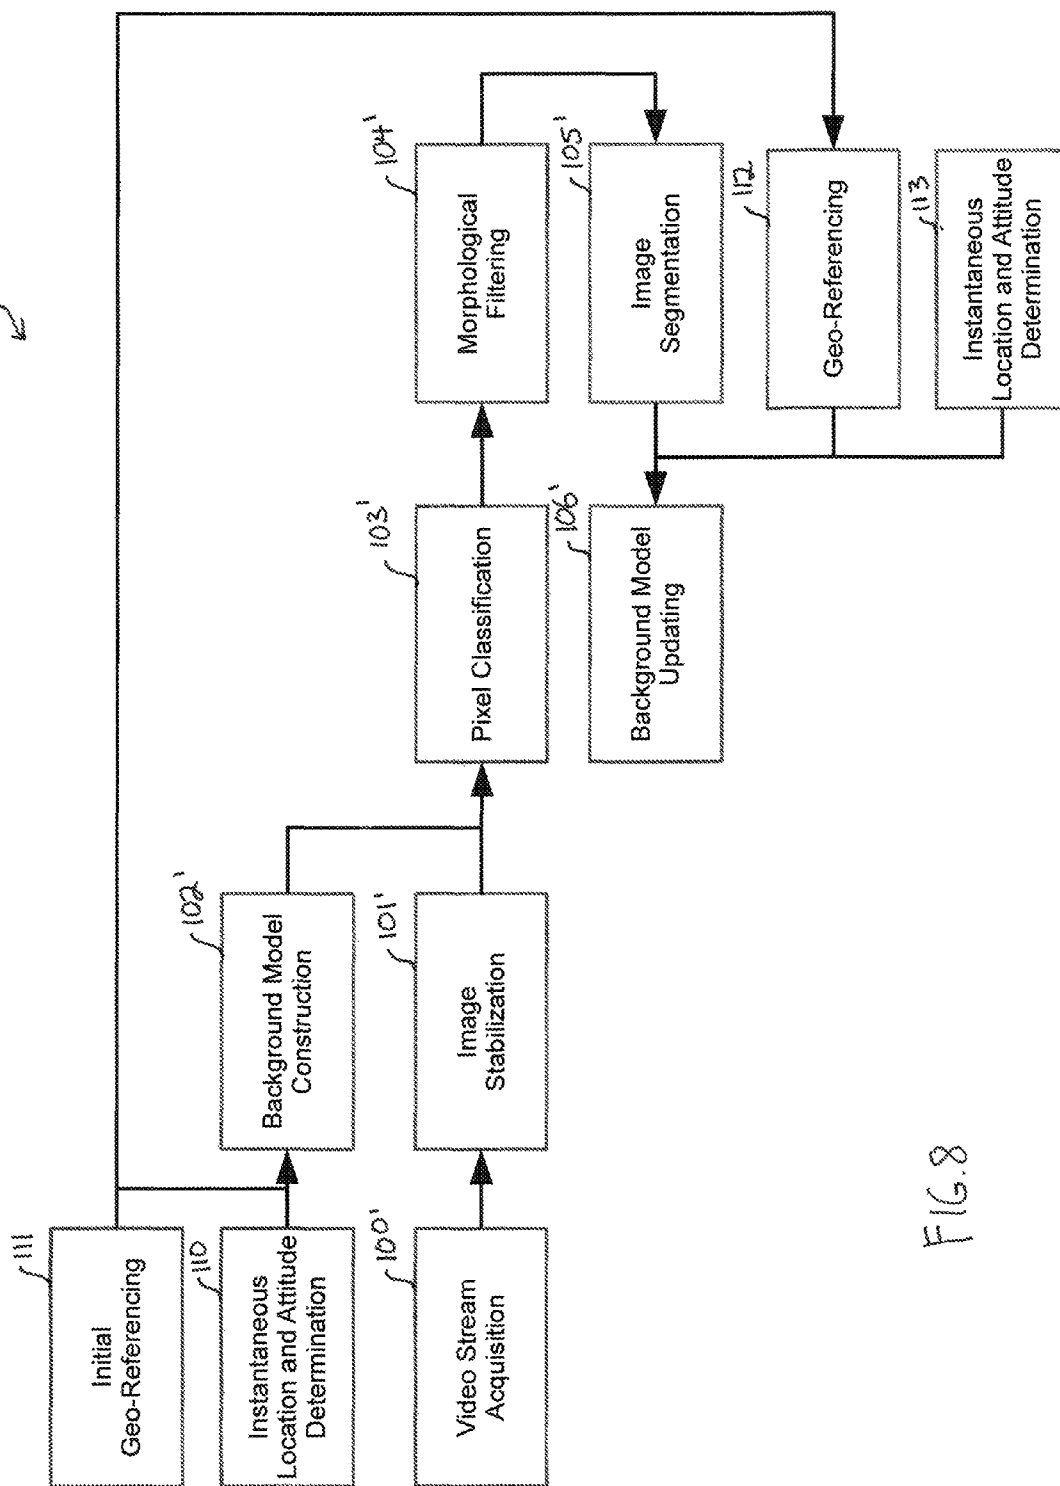 111
Initial
Geo-Referencing
110
Instantaneous
Location and Attitude
Determination
100'
Video Stream
Acquisition
102'
Background Model
Construction
101'
Image
Stabilization
103'
Pixel Classification
106'
Background Model
Updating
104'
Morphological
Filtering
105'
Image
Segmentation
112
Geo-Referencing
113
Instantaneous
Location and Attitude
Determination
FIG.8